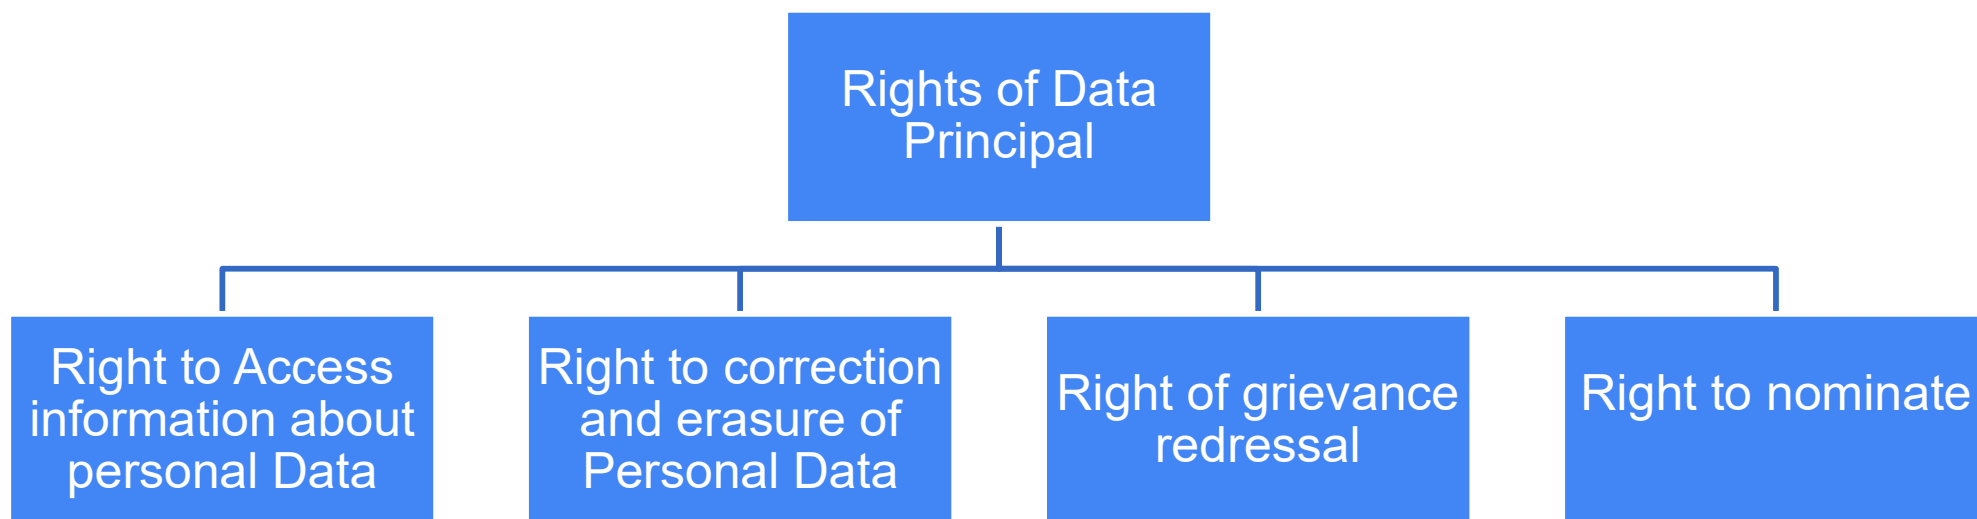 Rights of Data
Principal
Right to Access
information about
personal Data
Right to correction
and erasure of
Personal Data
Right of grievance
redressal
Right to nominate